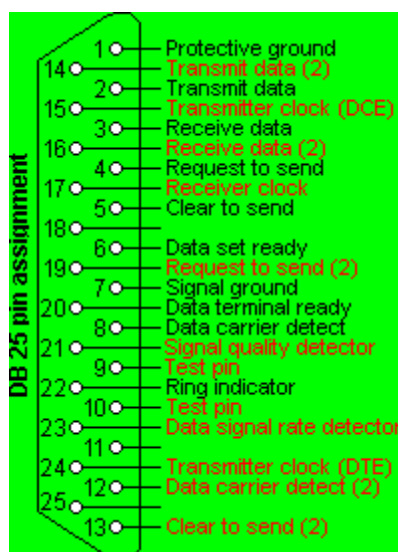 DB 25 pin assignment
1 Protective ground
14 Transmit data (2)
2 Transmit data
15 Transmitter clock (DCE)
3 Receive data
16 Receive data (2)
4 Request to send
17 Receiver clock
5 Clear to send
18
6 Data set ready
19 Request to send (2)
7 Signal ground
20 Data terminal ready
8 Data carrier detect
21 Signal quality detector
9 Test pin
22 Ring indicator
10 Test pin
23 Data signal rate detector
11
24 Transmitter clock (DTE)
12 Data carrier detect (2)
25
13 Clear to send (2)